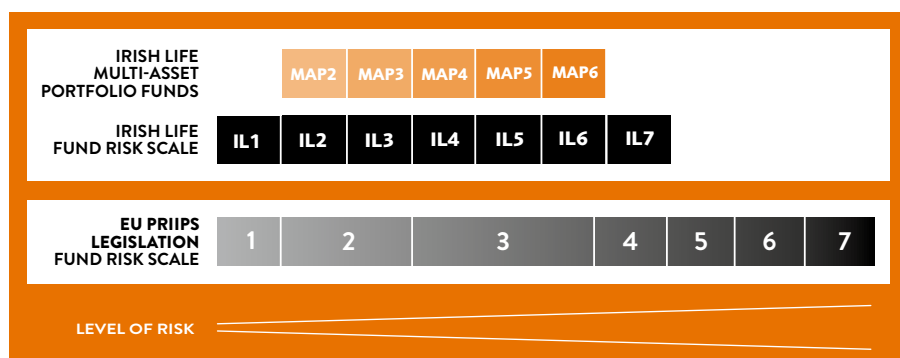 IRISH LIFE
MULTI-ASSET
PORTFOLIO FUNDS
MAP2 MAP3 MAP4 MAP5 MAP6
IRISH LIFE
FUND RISK SCALE
IL1 IL2 IL3 IL4 IL5 IL6 IL7
EU PRIIPS
LEGISLATION
FUND RISK SCALE
1 2 3 4 5 6 7
LEVEL OF RISK